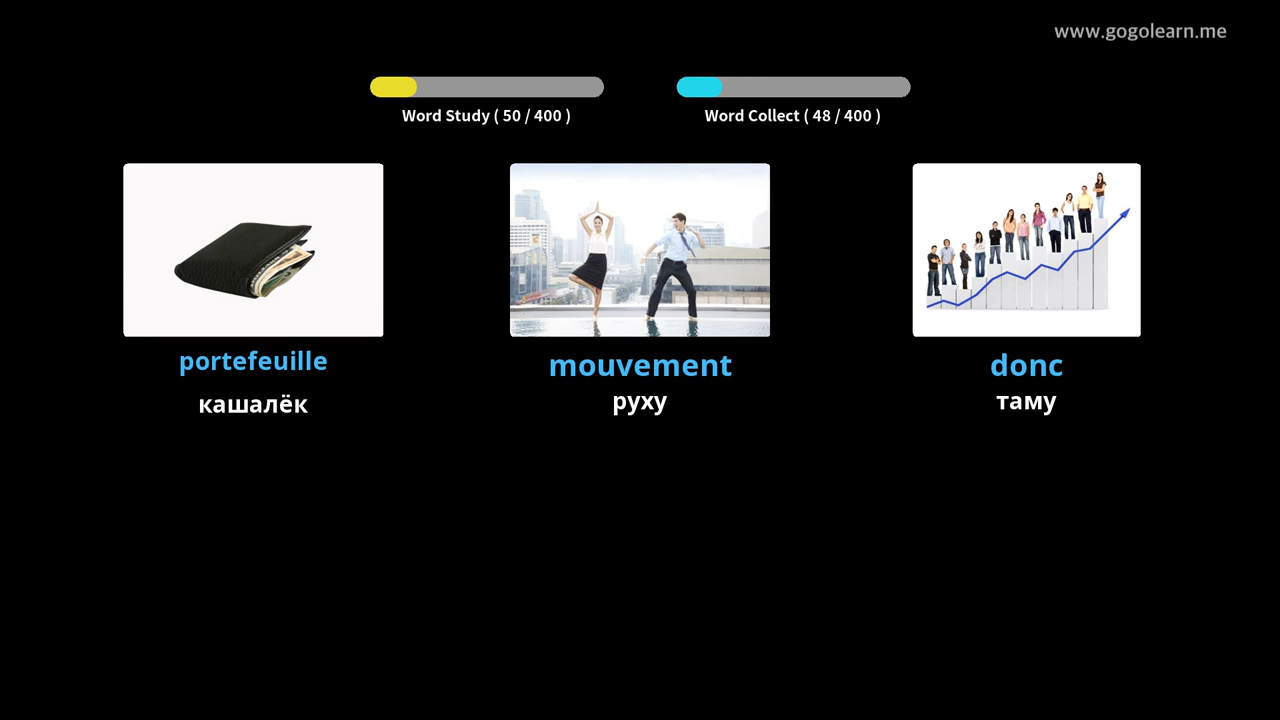 www.gogolearn.me
Word Study ( 50 / 400 )
Word Collect ( 48 / 400 )
portefeuille
кашалёк
mouvement
руху
donc
таму